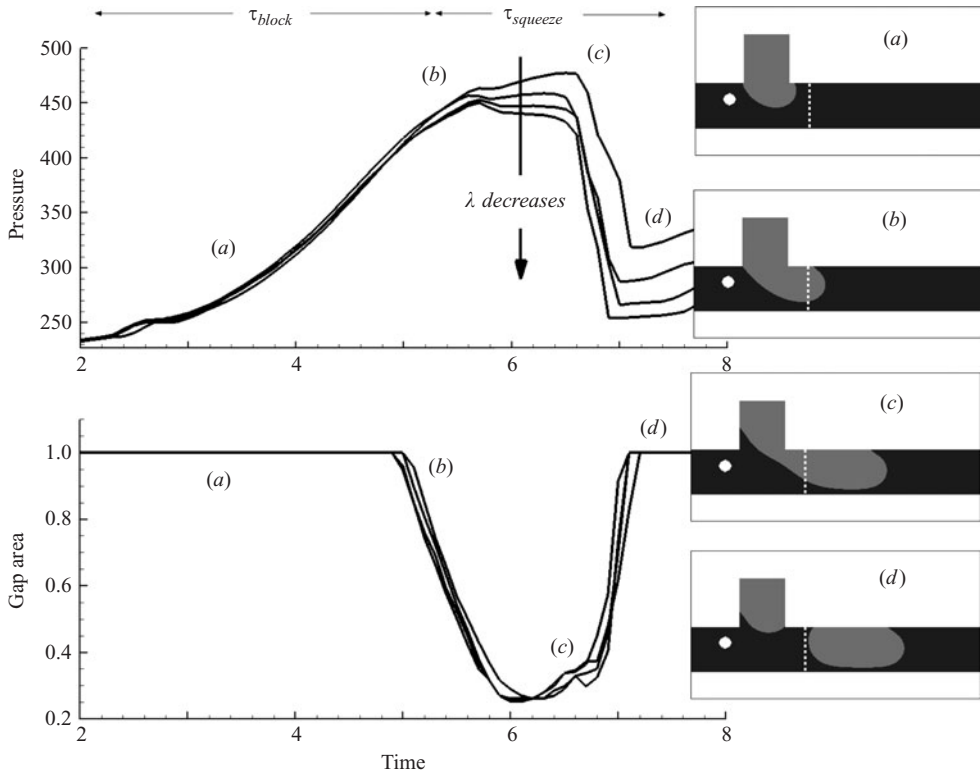 τblock
τsqueeze
500
450
400
350
300
250
Pressure
(a)
(b)
(c)
(d)
λ decreases
2
4
6
8
(a)
(b)
(c)
(d)
1.0
0.8
0.6
0.4
0.2
Gap area
(a)
(b)
(c)
(d)
2
4
6
8
Time